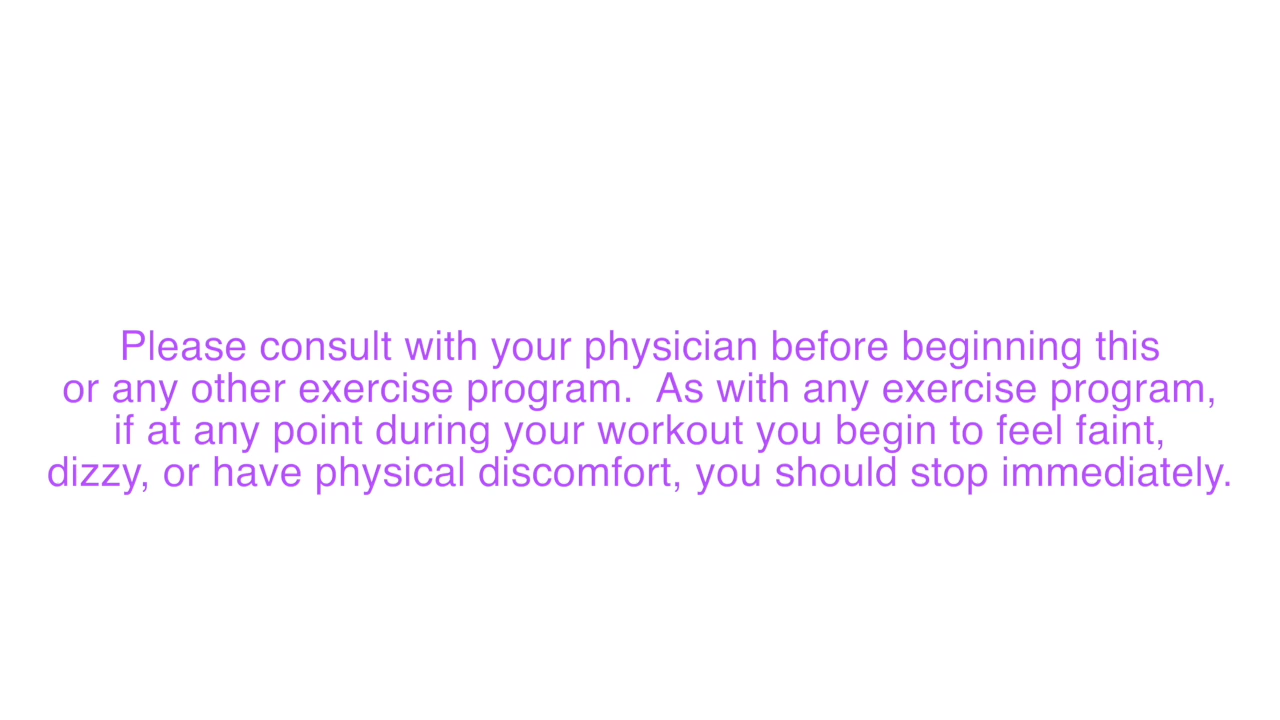 Please consult with your physician before beginning this
or any other exercise program.  As with any exercise program,
if at any point during your workout you begin to feel faint,
dizzy, or have physical discomfort, you should stop immediately.